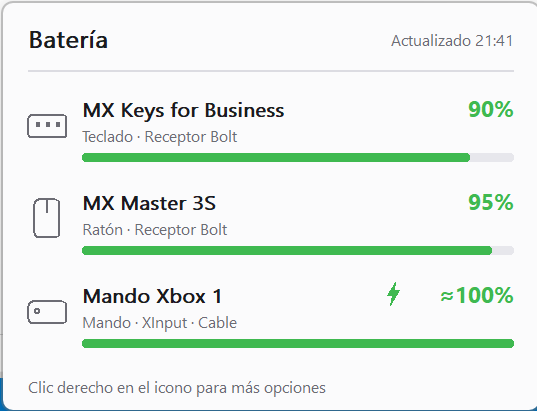 Batería
Actualizado 21:41
MX Keys for Business
90%
Teclado · Receptor Bolt
MX Master 3S
95%
Ratón · Receptor Bolt
Mando Xbox 1
≈100%
Mando · XInput · Cable
Clic derecho en el icono para más opciones